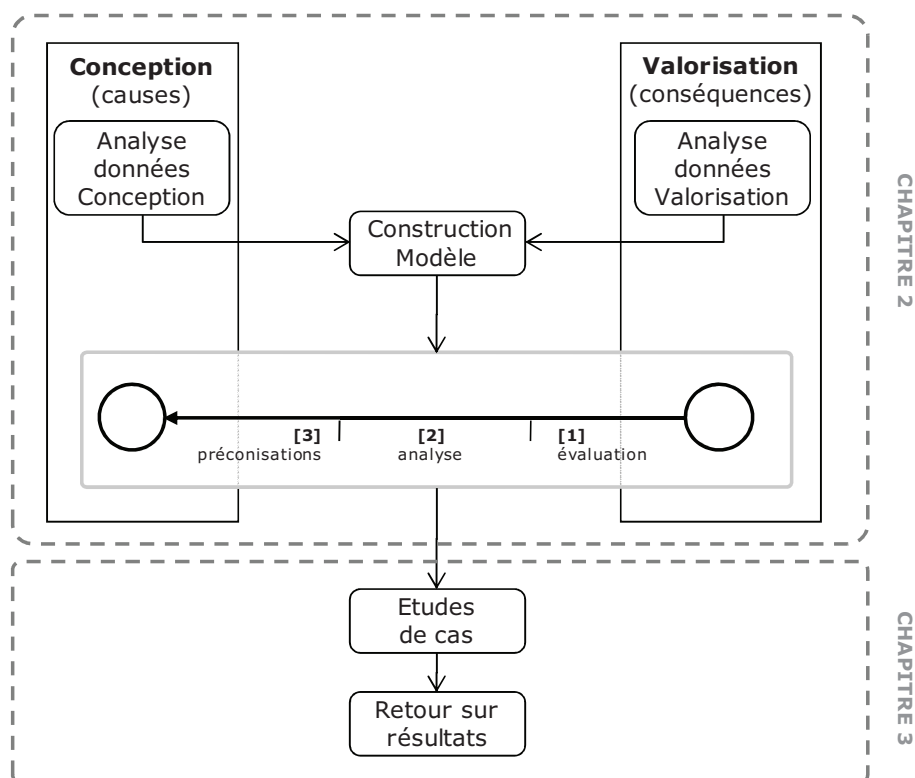 Conception
(causes)
Analyse
données
Conception
Valorisation
(conséquences)
Analyse
données
Valorisation
Construction
Modèle
[3]
préconisations
[2]
analyse
[1]
évaluation
CHAPITRE 2
Etudes
de cas
Retour sur
résultats
CHAPITRE 3